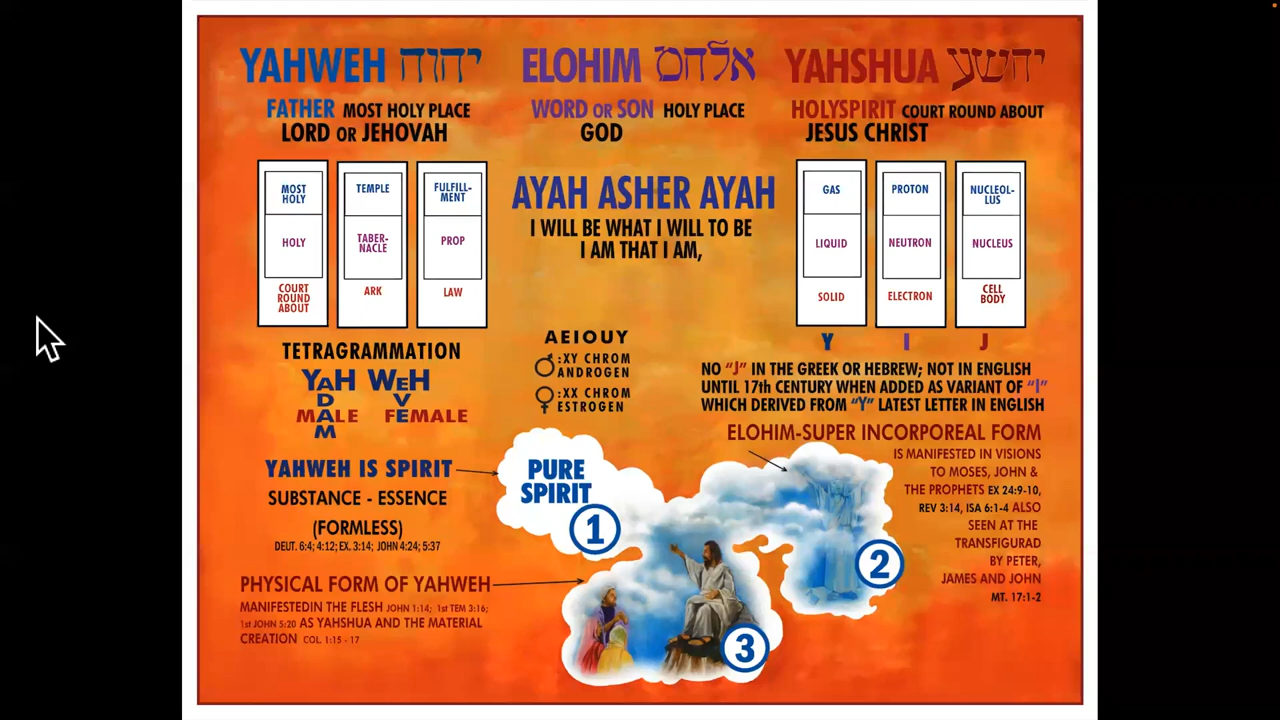 YAHWEH יהוה
FATHER MOST HOLY PLACE
LORD OR JEHOVAH
ELOHIM אלהם
WORD OR SON HOLY PLACE
GOD
YAHSHUA יהשע
HOLYSPIRIT COURT ROUND ABOUT
JESUS CHRIST
MOST
HOLY
HOLY
COURT
ROUND
ABOUT
TEMPLE
TABER-
NACLE
ARK
FULFILL-
MENT
PROP
LAW
AYAH ASHER AYAH
I WILL BE WHAT I WILL TO BE
I AM THAT I AM,
GAS
LIQUID
SOLID
PROTON
NEUTRON
ELECTRON
NUCLEOL-
LUS
NUCLEUS
CELL
BODY
Y I J
TETRAGRAMMATION
YAH WEH
D V
MALE FEMALE
M
AEIOUY
♂:XY CHROM
ANDROGEN
♀:XX CHROM
ESTROGEN
NO "J" IN THE GREEK OR HEBREW; NOT IN ENGLISH
UNTIL 17th CENTURY WHEN ADDED AS VARIANT OF "I"
WHICH DERIVED FROM "Y" LATEST LETTER IN ENGLISH
YAHWEH IS SPIRIT
SUBSTANCE - ESSENCE
(FORMLESS)
DEUT. 6:4; 4:12; EX. 3:14; JOHN 4:24; 5:37
PURE
SPIRIT
1
ELOHIM-SUPER INCORPOREAL FORM
IS MANIFESTED IN VISIONS
TO MOSES, JOHN &
THE PROPHETS EX 24:9-10,
REV 3:14, ISA 6:1-4 ALSO
SEEN AT THE
TRANSFIGURAD
BY PETER,
JAMES AND JOHN
MT. 17:1-2
2
PHYSICAL FORM OF YAHWEH
MANIFESTEDIN THE FLESH JOHN 1:14; 1st TEM 3:16;
1st JOHN 5:20 AS YAHSHUA AND THE MATERIAL
CREATION COL. 1:15 - 17
3